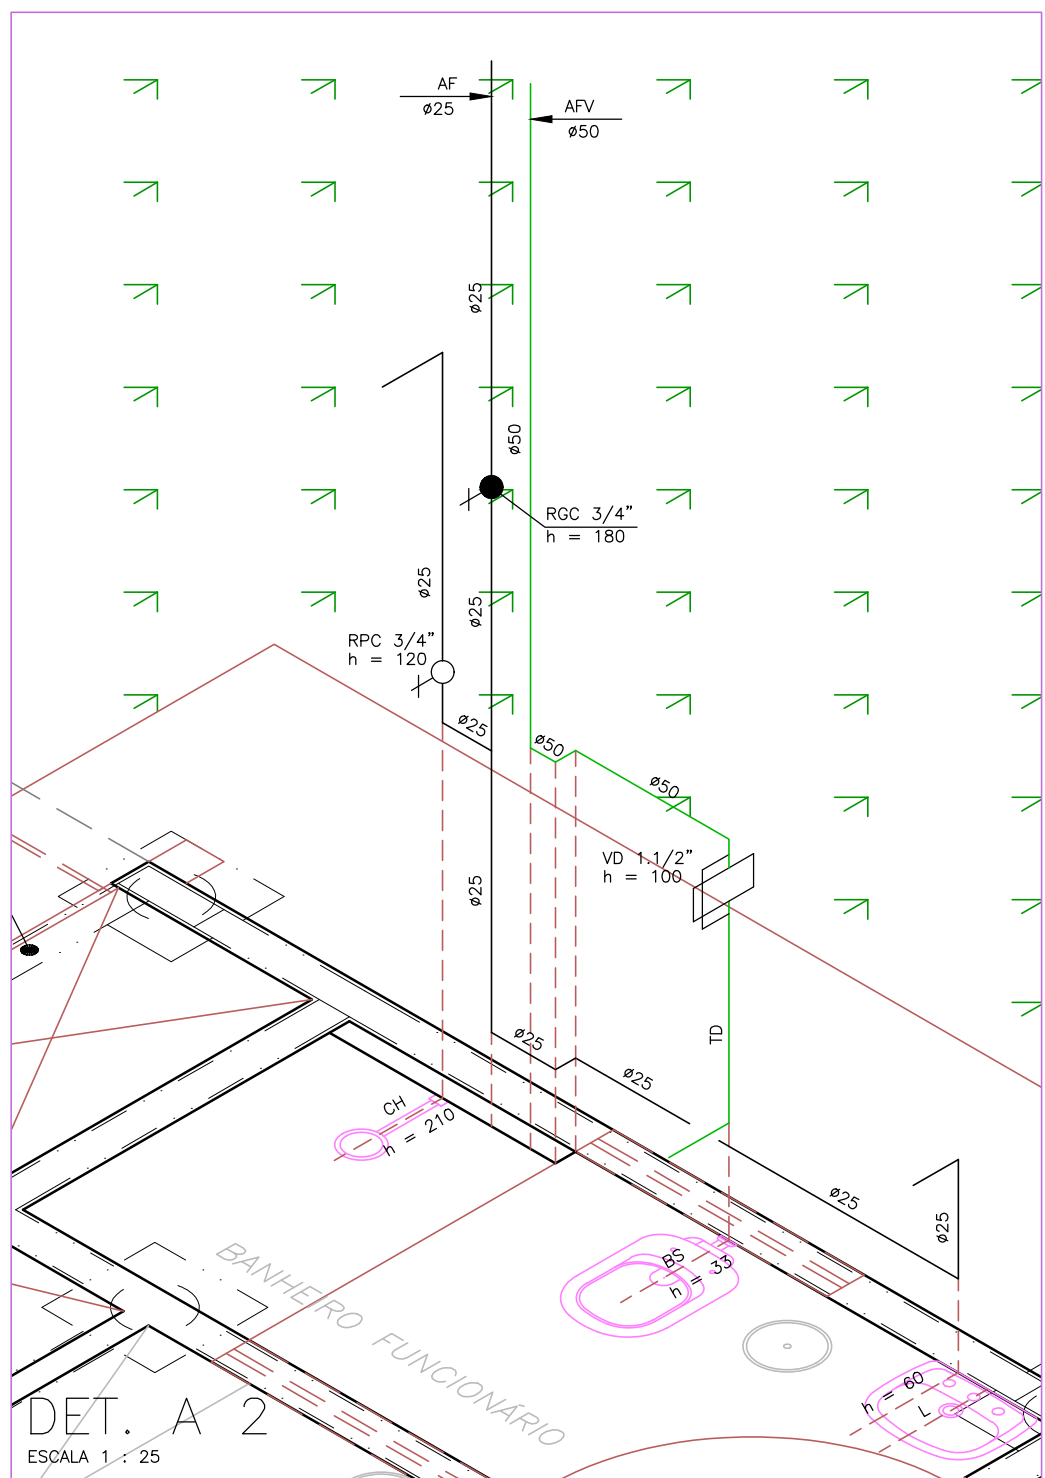 AF
ø25
AFV
ø50
ø25
ø50
RGC 3/4”
h = 180
ø25
ø25
RPC 3/4”
h = 120
ø25
ø50
ø50
VD 1.1/2”
h = 100
ø25
TD
ø25
ø25
CH
h = 210
ø25
ø25
BS
h = 33
BANHEIRO FUNCIONÁRIO
h = 60
L
DET. A 2
ESCALA 1 : 25